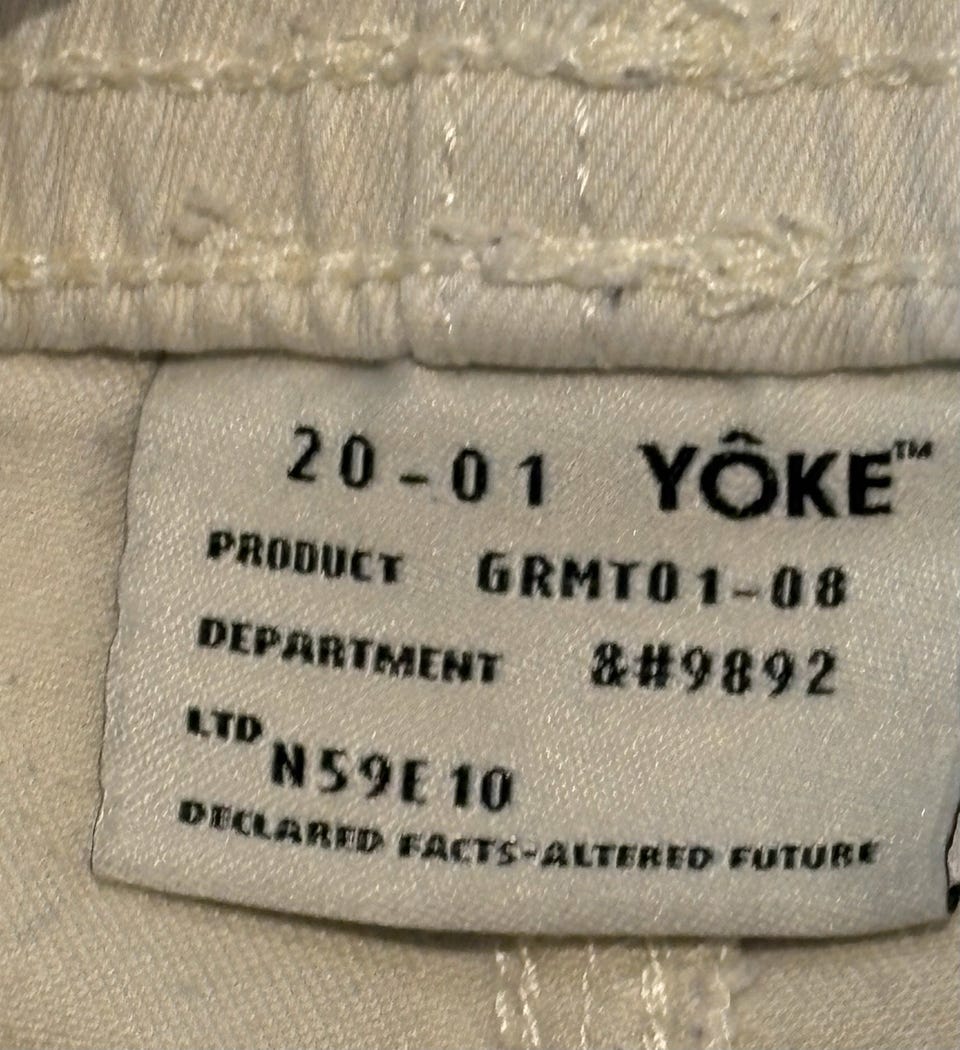 20-01 YÔKE™
PRODUCT GRMT01-08
DEPARTMENT &#9892
LTD N59E10
DECLARED FACTS-ALTERED FUTURE